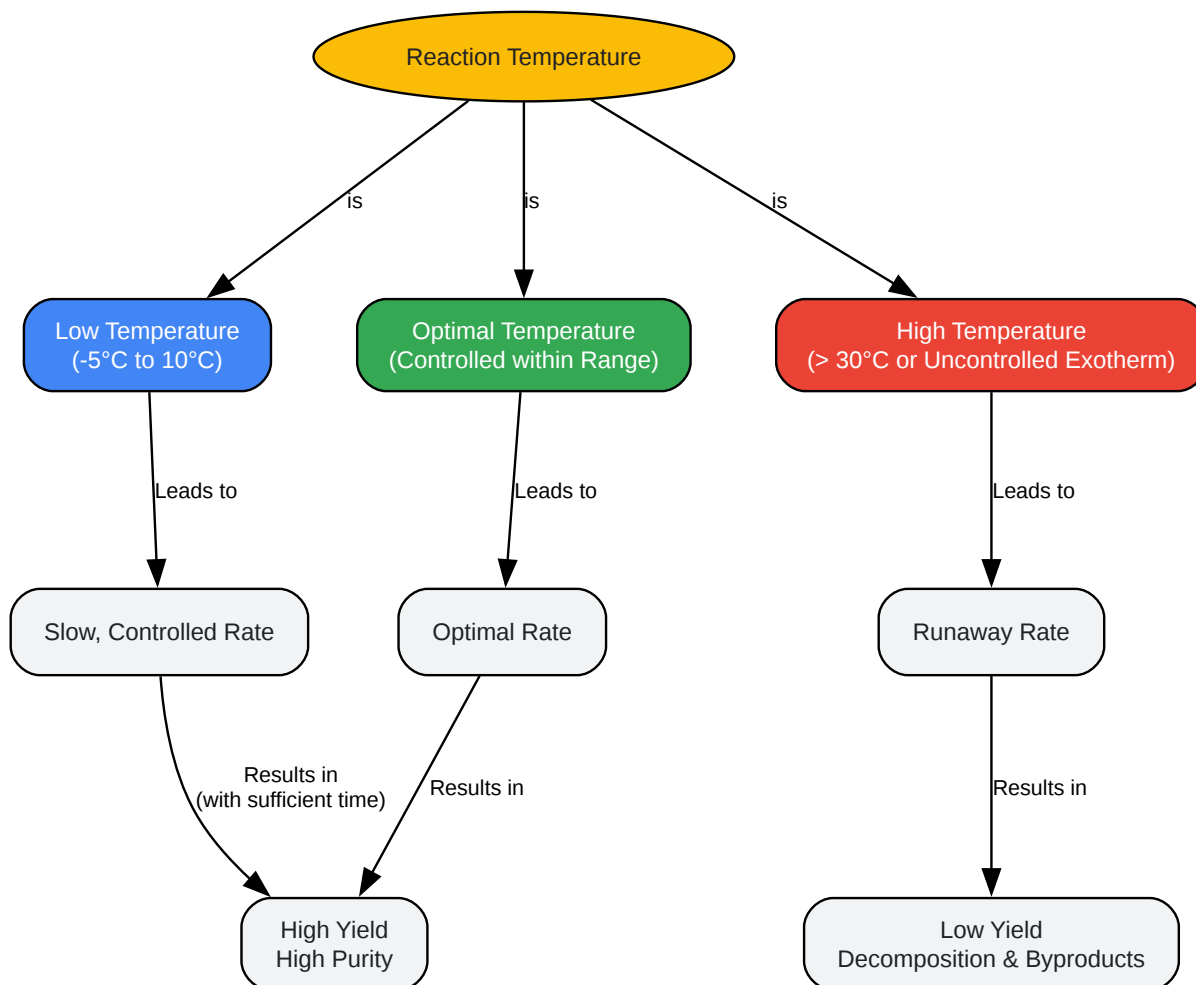 Reaction Temperature
is
is
is
Low Temperature
(-5°C to 10°C)
Optimal Temperature
(Controlled within Range)
High Temperature
(> 30°C or Uncontrolled Exotherm)
Leads to
Leads to
Leads to
Slow, Controlled Rate
Optimal Rate
Runaway Rate
Results in
(with sufficient time)
Results in
Results in
High Yield
High Purity
Low Yield
Decomposition & Byproducts